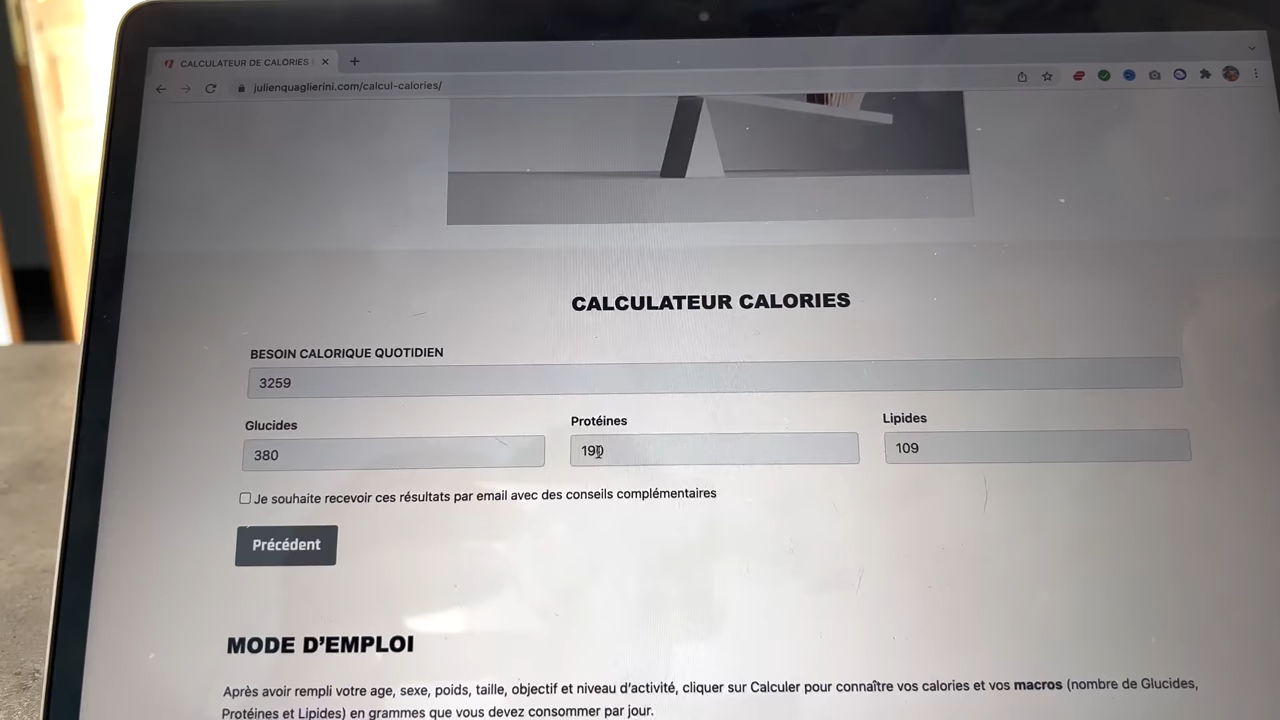 CALCULATEUR DE CALORIES
julienquaglierini.com/calcul-calories/
CALCULATEUR CALORIES
BESOIN CALORIQUE QUOTIDIEN
3259
Glucides Protéines Lipides
380 190 109
Je souhaite recevoir ces résultats par email avec des conseils complémentaires
Précédent
MODE D'EMPLOI
Après avoir rempli votre age, sexe, poids, taille, objectif et niveau d'activité, cliquer sur Calculer pour connaître vos calories et vos macros (nombre de Glucides,
Protéines et Lipides) en grammes que vous devez consommer par jour.